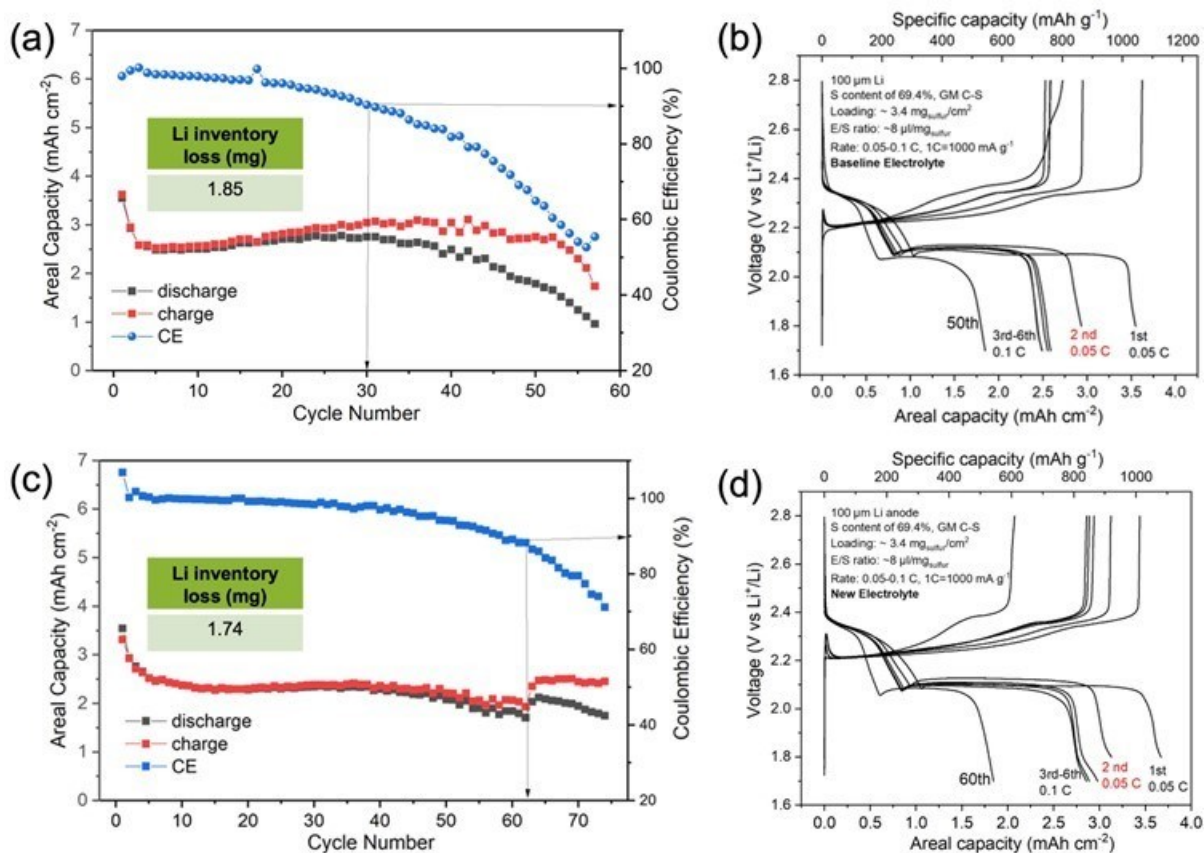 (a)
Areal Capacity (mAh cm-2)
7
6
5
4
3
2
1
0
Li inventory
loss (mg)
1.85
discharge
charge
CE
0 10 20 30 40 50 60
Cycle Number
100
80
60
40
20
Coulombic Efficiency (%)
(b)
Specific capacity (mAh g-1)
0 200 400 600 800 1000 1200
Voltage (V vs Li+/Li)
2.8
2.6
2.4
2.2
2.0
1.8
1.6
100 μm Li
S content of 69.4%, GM C-S
Loading: ~ 3.4 mgsulfur/cm2
E/S ratio: ~8 μl/mgsulfur
Rate: 0.05-0.1 C, 1C=1000 mA g-1
Baseline Electrolyte
50th
3rd-6th
0.1 C
2 nd
0.05 C
1st
0.05 C
0.0 0.5 1.0 1.5 2.0 2.5 3.0 3.5 4.0
Areal capacity (mAh cm-2)
(c)
Areal Capacity (mAh cm-2)
7
6
5
4
3
2
1
0
Li inventory
loss (mg)
1.74
discharge
charge
CE
0 10 20 30 40 50 60 70
Cycle Number
100
80
60
40
20
Coulombic Efficiency (%)
(d)
Specific capacity (mAh g-1)
0 200 400 600 800 1000
Voltage (V vs Li+/Li)
2.8
2.6
2.4
2.2
2.0
1.8
1.6
100 μm Li anode
S content of 69.4%, GM C-S
Loading: ~ 3.4 mgsulfur/cm2
E/S ratio: ~8 μl/mgsulfur
Rate: 0.05-0.1 C, 1C=1000 mA g-1
New Electrolyte
60th
3rd-6th
0.1 C
2 nd
0.05 C
1st
0.05 C
0.0 0.5 1.0 1.5 2.0 2.5 3.0 3.5 4.0
Areal capacity (mAh cm-2)